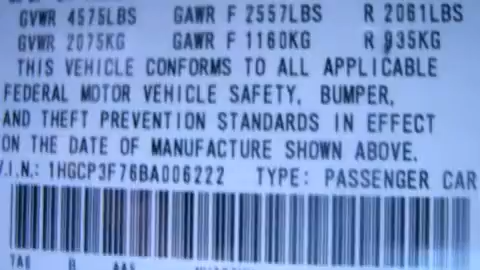 GVWR 4575LBS GAWR F 2557LBS R 2061LBS
GVWR 2075KG GAWR F 1160KG R 935KG
THIS VEHICLE CONFORMS TO ALL APPLICABLE
FEDERAL MOTOR VEHICLE SAFETY, BUMPER,
AND THEFT PREVENTION STANDARDS IN EFFECT
ON THE DATE OF MANUFACTURE SHOWN ABOVE.
V.I.N.: 1HGCP3F76BA006222 TYPE: PASSENGER CAR